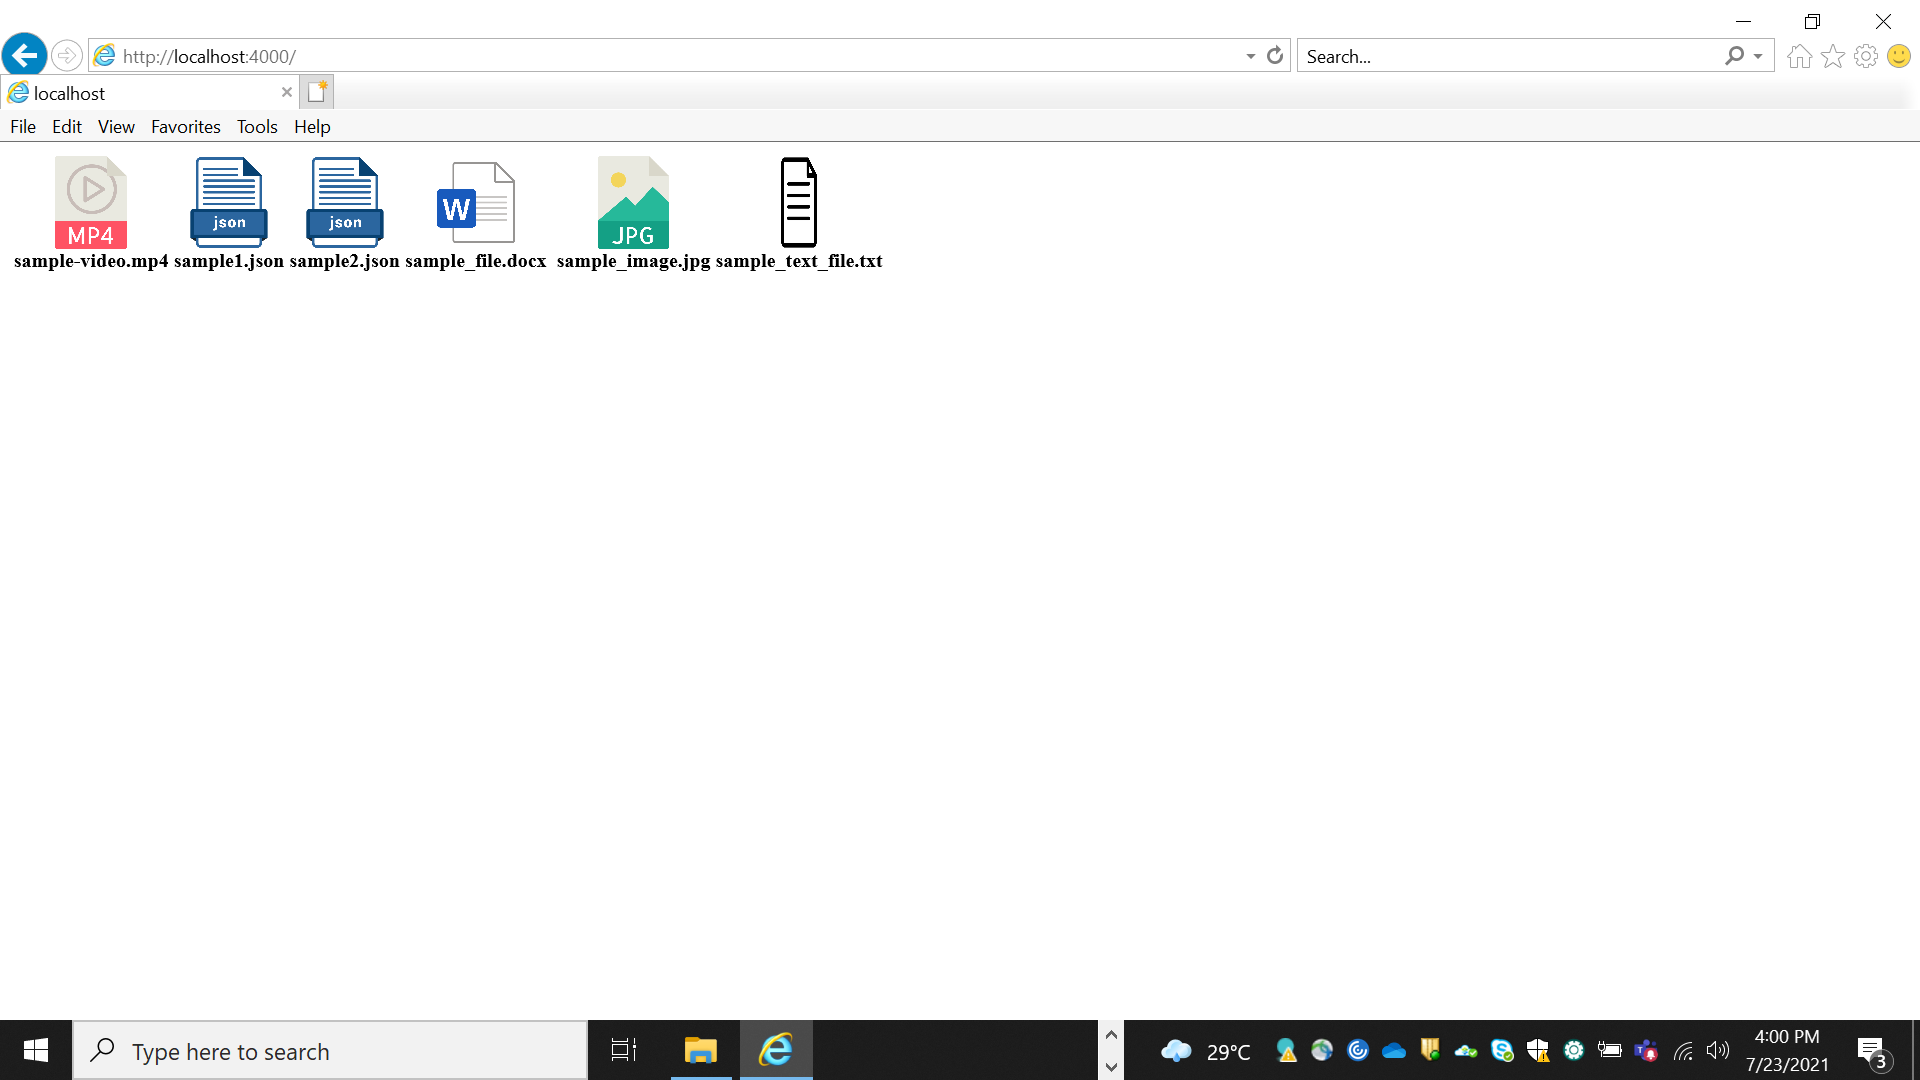 http://localhost:4000/
Search...
localhost
File Edit View Favorites Tools Help
MP4
json
json
W
JPG
sample-video.mp4 sample1.json sample2.json sample_file.docx sample_image.jpg sample_text_file.txt
Type here to search
29°C
4:00 PM
7/23/2021
3